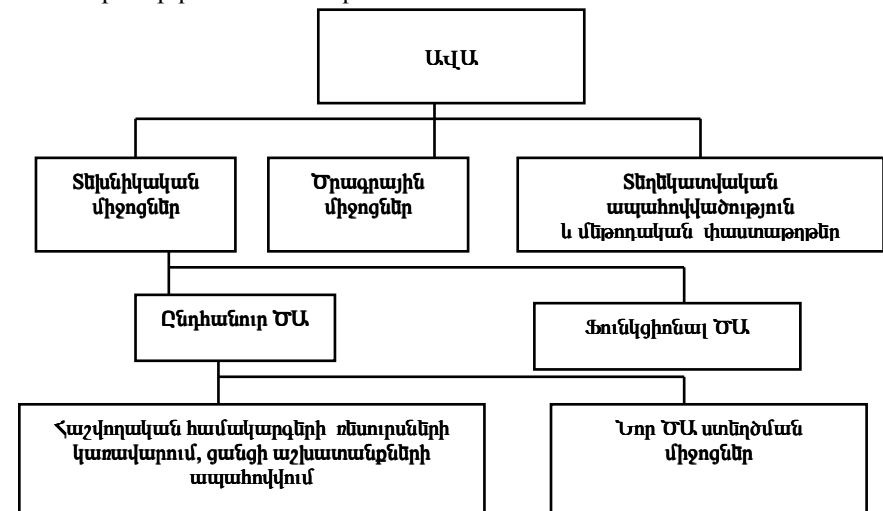 ԱՎԱ
Տեխնիկական
միջոցներ
Ծրագրային
միջոցներ
Տեղեկատվական
ապահովվածություն
և մեթոդական փաստաթղթեր
Ընդհանուր ԾԱ
Ֆունկցիոնալ ԾԱ
Հաշվողական համակարգերի ռեսուրսների
կառավարում, ցանցի աշխատանքների
ապահովվում
Նոր ԾԱ ստեղծման
միջոցներ